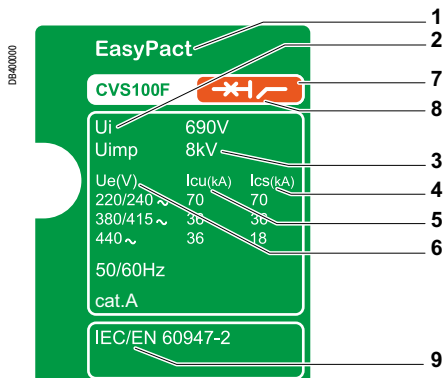 DB400000
EasyPact
CVS100F
Ui 690V
Uimp 8kV
Ue(V) Icu(kA) Ics(kA)
220/240 ~ 70 70
380/415 ~ 36 36
440 ~ 36 18
50/60Hz
cat.A
IEC/EN 60947-2
1
2
7
8
3
4
5
6
9